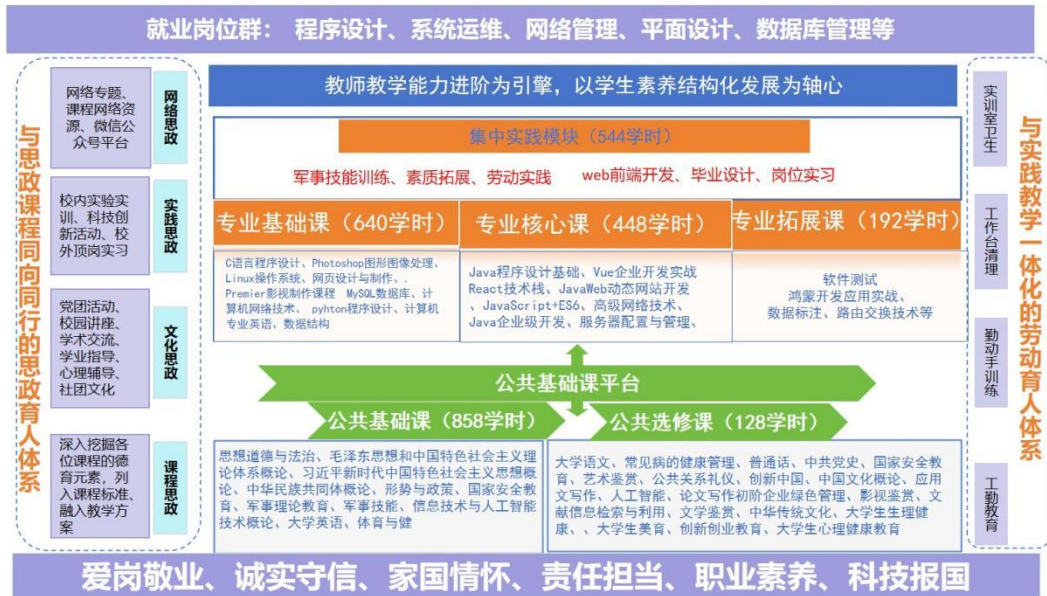 就业岗位群： 程序设计、系统运维、网络管理、平面设计、数据库管理等
与思政课程同向同行的思政育人体系
网络专题、
课程网络资
源、微信公
众号平台
网络思政
校内实验实
训、科技创
新活动、校
外顶岗实习
实践思政
党团活动、
校园讲座、
学术交流、
学业指导、
心理辅导、
社团文化
文化思政
深入挖掘各
位课程的德
育元素，列
入课程标准、
融入教学方
案
课程思政
教师教学能力进阶为引擎，以学生素养结构化发展为轴心
集中实践模块（544学时）
军事技能训练、素质拓展、劳动实践
web前端开发、毕业设计、岗位实习
专业基础课（640学时）
C语言程序设计、Photoshop图形图像处理、
Linux操作系统、网页设计与制作、
Premier影视制作课程 MySQL数据库、计
算机网络技术、 pyhton程序设计、计算机
专业英语、数据结构
专业核心课（448学时）
Java程序设计基础、Vue企业开发实战
React技术栈、JavaWeb动态网站开发
、JavaScript+ES6、高级网络技术、
Java企业级开发、服务器配置与管理、
专业拓展课（192学时）
软件测试
鸿蒙开发应用实战、
数据标注、路由交换技术等
公共基础课平台
公共基础课（858学时）
思想道德与法治、毛泽东思想和中国特色社会主义理
论体系概论、习近平新时代中国特色社会主义思想概
论、中华民族共同体概论、形势与政策、国家安全教
育、军事理论教育、军事技能、信息技术与人工智能
技术概论、大学英语、体育与健
公共选修课（128学时）
大学语文、常见病的健康管理、普通话、中共党史、国家安全教
育、艺术鉴赏、公共关系礼仪、创新中国、中国文化概论、应用
文写作、人工智能、论文写作初阶企业绿色管理、影视鉴赏、文
献信息检索与利用、文学鉴赏、中华传统文化、大学生生理健
康、、大学生美育、创新创业教育、大学生心理健康教育
实训室卫生
工作台清理
勤动手训练
工勤教育
与实践教学一体化的劳动育人体系
爱岗敬业、诚实守信、家国情怀、责任担当、职业素养、科技报国